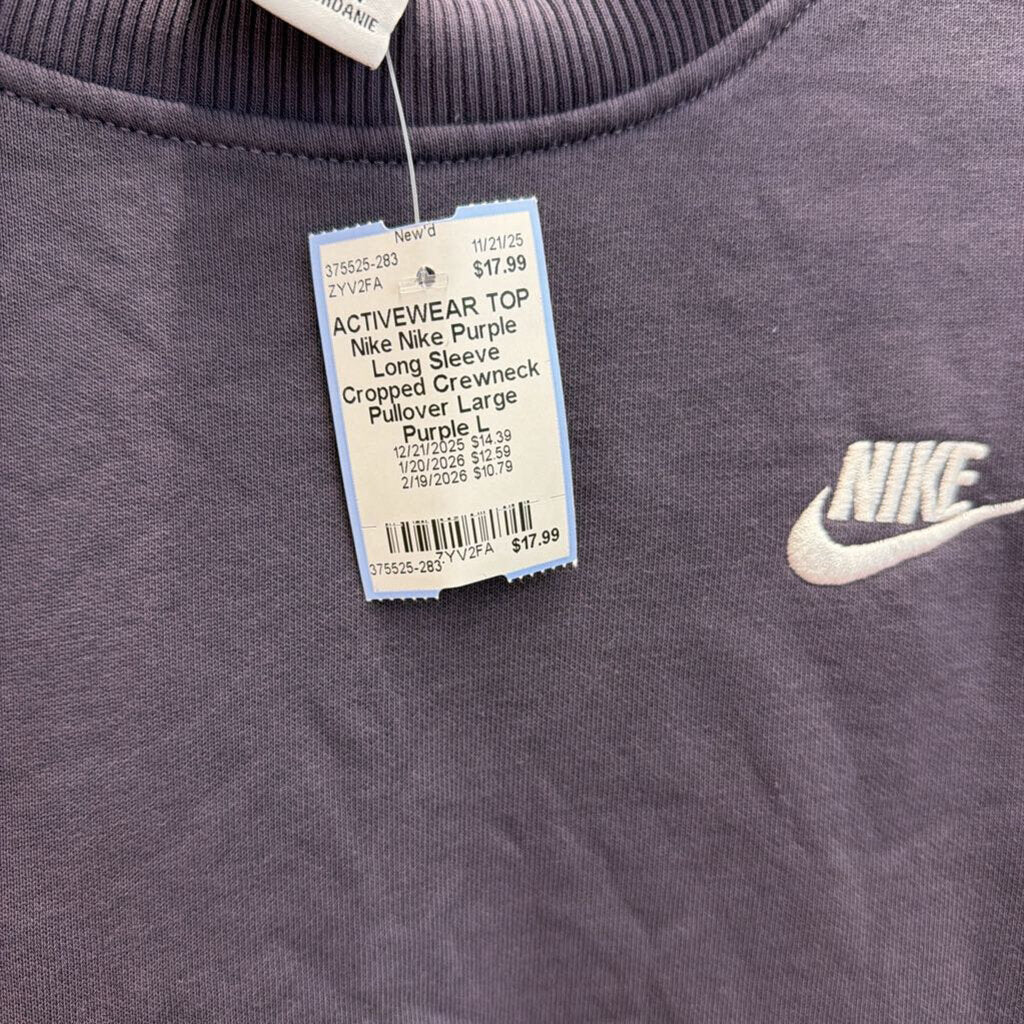 New'd
375525-283 11/21/25
ZYV2FA $17.99
ACTIVEWEAR TOP
Nike Nike Purple
Long Sleeve
Cropped Crewneck
Pullover Large
Purple L
12/21/2025 $14.39
1/20/2026 $12.59
2/19/2026 $10.79
375525-283 ZYV2FA $17.99
NIKE